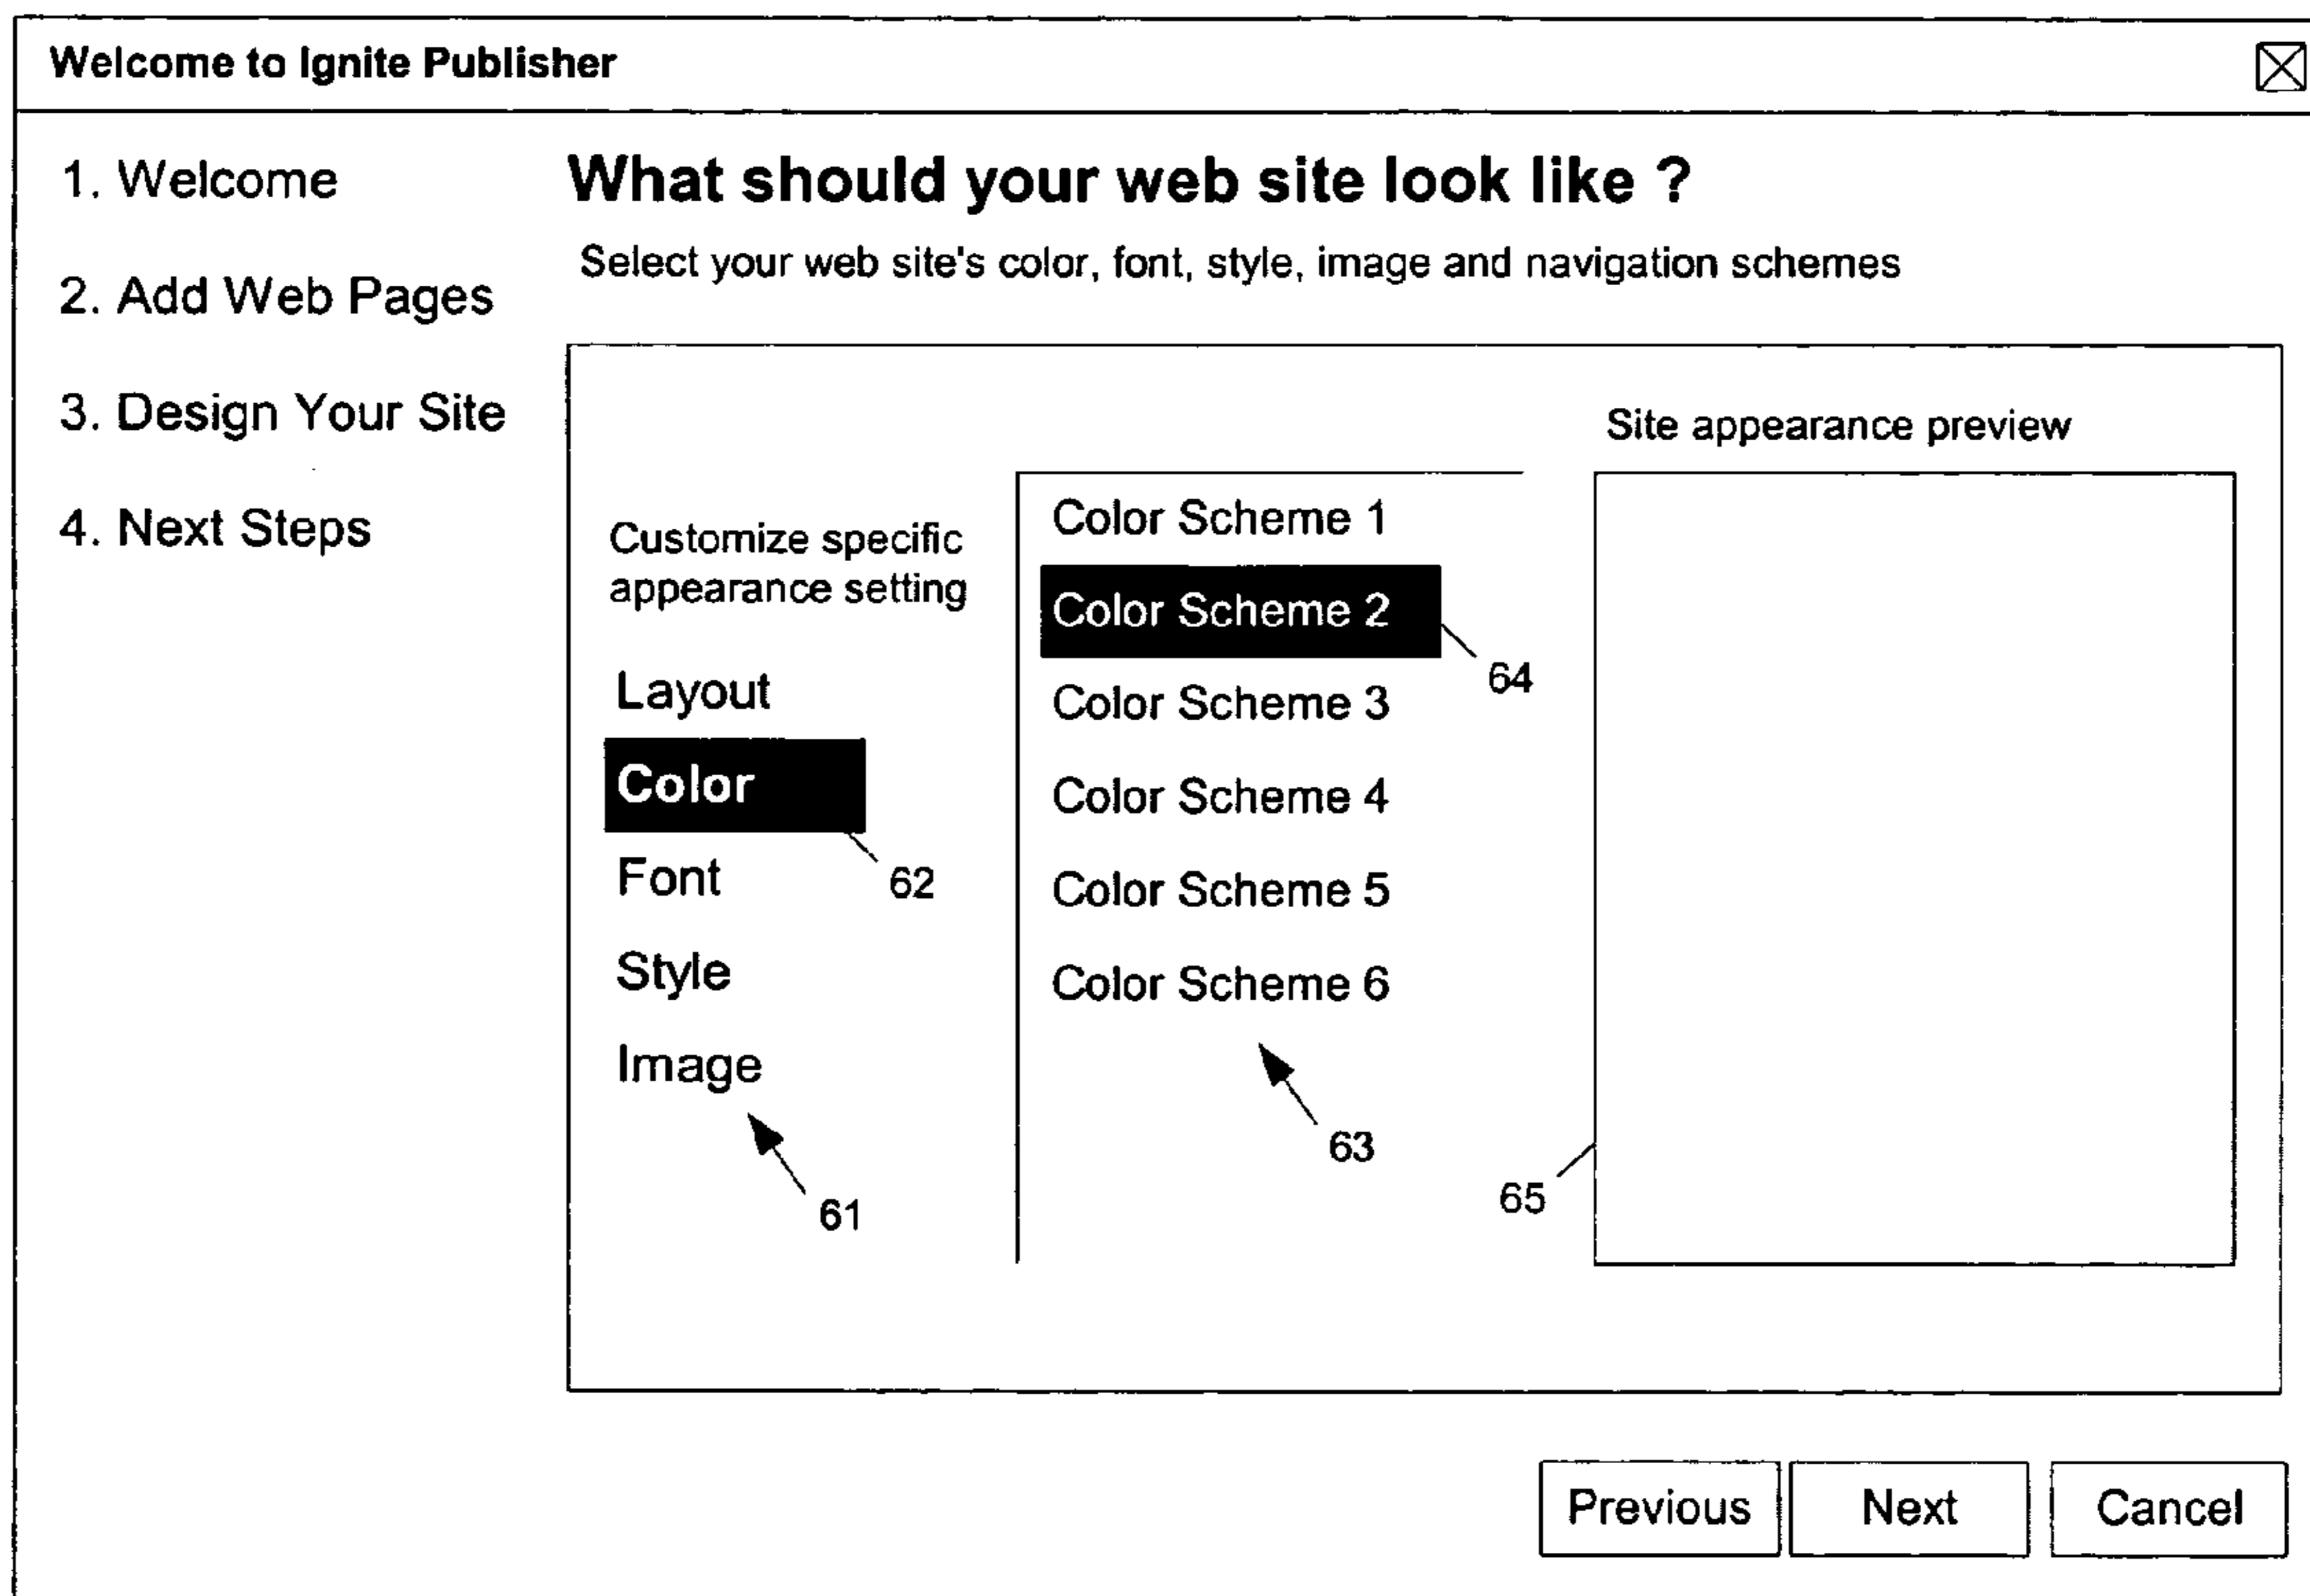 Welcome to Ignite Publisher
1. Welcome
2. Add Web Pages
3. Design Your Site
4. Next Steps
What should your web site look like ?
Select your web site's color, font, style, image and navigation schemes
Customize specific
appearance setting
Layout
Color
62
Font
Style
Image
61
Color Scheme 1
Color Scheme 2
64
Color Scheme 3
Color Scheme 4
Color Scheme 5
Color Scheme 6
63
Site appearance preview
65
Previous
Next
Cancel